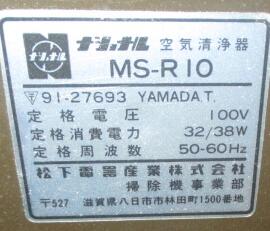 ナショナル 空気清浄器
MS-R10
91-27693 YAMADA T.
定格電圧 100V
定格消費電力 32/38W
定格周波数 50-60Hz
松下電器産業株式会社
掃除機事業部
〒527 滋賀県八日市市林田町1500番地